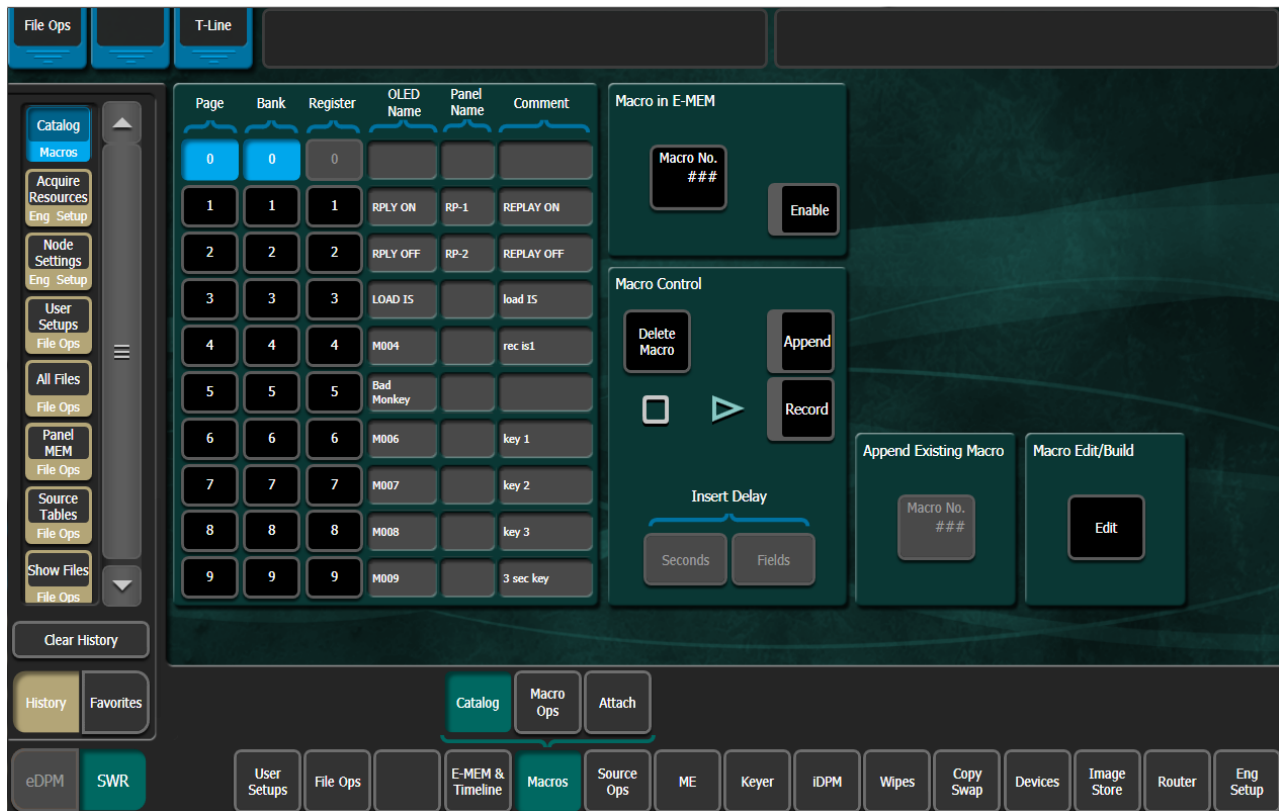 File Ops
T-Line
Catalog
Macros
Acquire
Resources
Eng Setup
Node
Settings
Eng Setup
User
Setups
File Ops
All Files
File Ops
Panel
MEM
File Ops
Source
Tables
File Ops
Show Files
File Ops
Clear History
History Favorites
eDPM SWR
Page Bank Register OLED Name Panel Name Comment
0 0 0
1 1 1 RPLY ON RP-1 REPLAY ON
2 2 2 RPLY OFF RP-2 REPLAY OFF
3 3 3 LOAD IS load IS
4 4 4 M004 rec is1
5 5 5 Bad Monkey
6 6 6 M006 key 1
7 7 7 M007 key 2
8 8 8 M008 key 3
9 9 9 M009 3 sec key
Macro in E-MEM
Macro No.
###
Enable
Macro Control
Delete
Macro
Append
Record
Insert Delay
Seconds Fields
Append Existing Macro
Macro No.
###
Macro Edit/Build
Edit
Catalog
Macro
Ops
Attach
User
Setups
File Ops
E-MEM &
Timeline
Macros
Source
Ops
ME
Keyer
iDPM
Wipes
Copy
Swap
Devices
Image
Store
Router
Eng
Setup